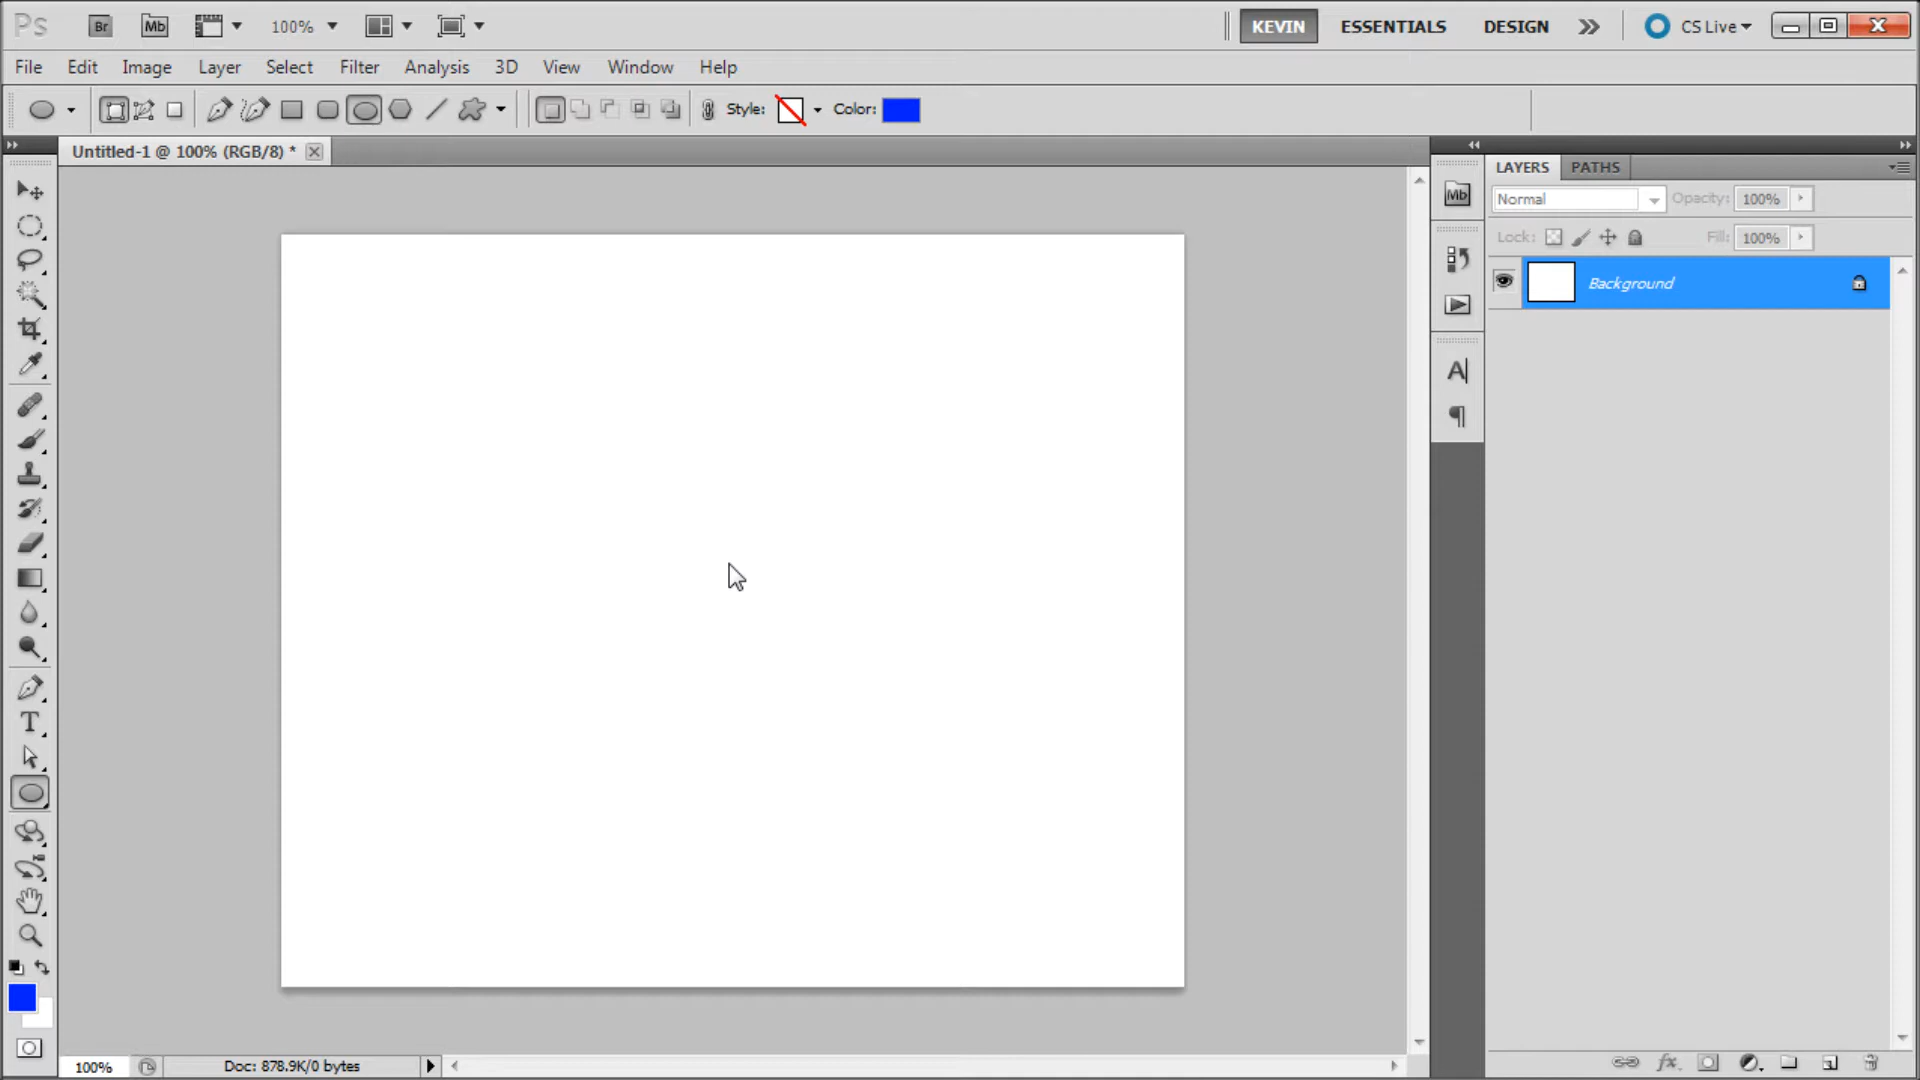 Ps Br Mb 100% KEVIN ESSENTIALS DESIGN CS Live
File Edit Image Layer Select Filter Analysis 3D View Window Help
Style: Color:
Untitled-1 @ 100% (RGB/8) *
LAYERS PATHS
Mb
Normal Opacity: 100%
Lock: Fill: 100%
Background
A
¶
T
100% Doc: 878.9K/0 bytes
fx